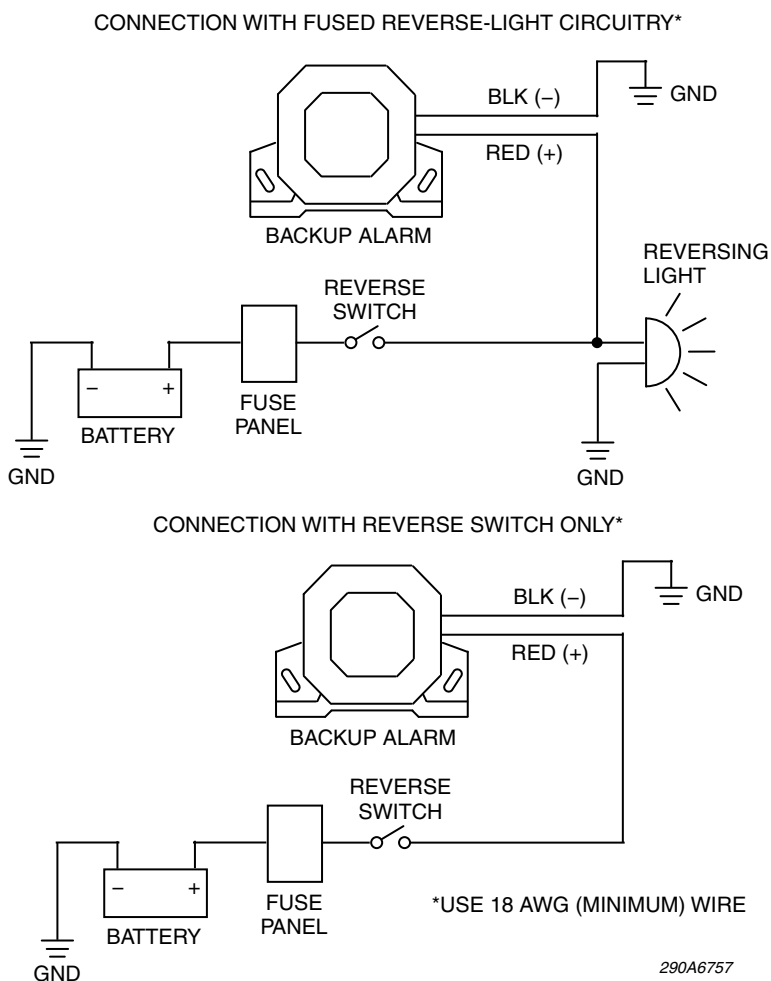 CONNECTION WITH FUSED REVERSE-LIGHT CIRCUITRY*
BLK (−)
GND
RED (+)
BACKUP ALARM
REVERSING
LIGHT
REVERSE
SWITCH
−
+
FUSE
PANEL
BATTERY
GND
GND
CONNECTION WITH REVERSE SWITCH ONLY*
BLK (−)
GND
RED (+)
BACKUP ALARM
REVERSE
SWITCH
−
+
FUSE
PANEL
*USE 18 AWG (MINIMUM) WIRE
BATTERY
GND
290A6757